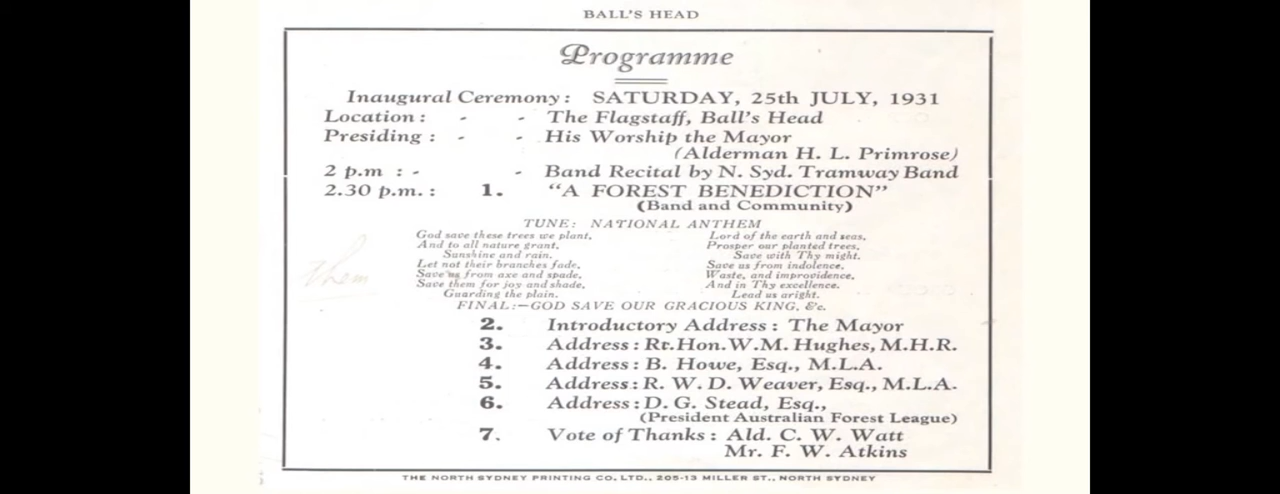 BALL'S HEAD
Programme
Inaugural Ceremony: SATURDAY, 25th JULY, 1931
Location: - - The Flagstaff, Ball's Head
Presiding: - - His Worship the Mayor
(Alderman H. L. Primrose)
2 p.m : - - Band Recital by N. Syd. Tramway Band
2.30 p.m.: 1. "A FOREST BENEDICTION"
(Band and Community)
TUNE: NATIONAL ANTHEM
God save these trees we plant,
And to all nature grant,
Sunshine and rain.
Let not their branches fade,
Save us from axe and spade,
Save them for joy and shade,
Guarding the plain.
Lord of the earth and seas,
Prosper our planted trees,
Save with Thy might.
Save us from indolence,
Waste, and improvidence,
And in Thy excellence.
Lead us aright.
FINAL:—GOD SAVE OUR GRACIOUS KING, &c.
2. Introductory Address: The Mayor
3. Address: Rt. Hon. W.M. Hughes, M.H.R.
4. Address: B. Howe, Esq., M.L.A.
5. Address: R. W. D. Weaver, Esq., M.L.A.
6. Address: D. G. Stead, Esq.,
(President Australian Forest League)
7. Vote of Thanks: Ald. C. W. Watt
Mr. F. W. Atkins
THE NORTH SYDNEY PRINTING CO. LTD., 205-13 MILLER ST., NORTH SYDNEY
Them